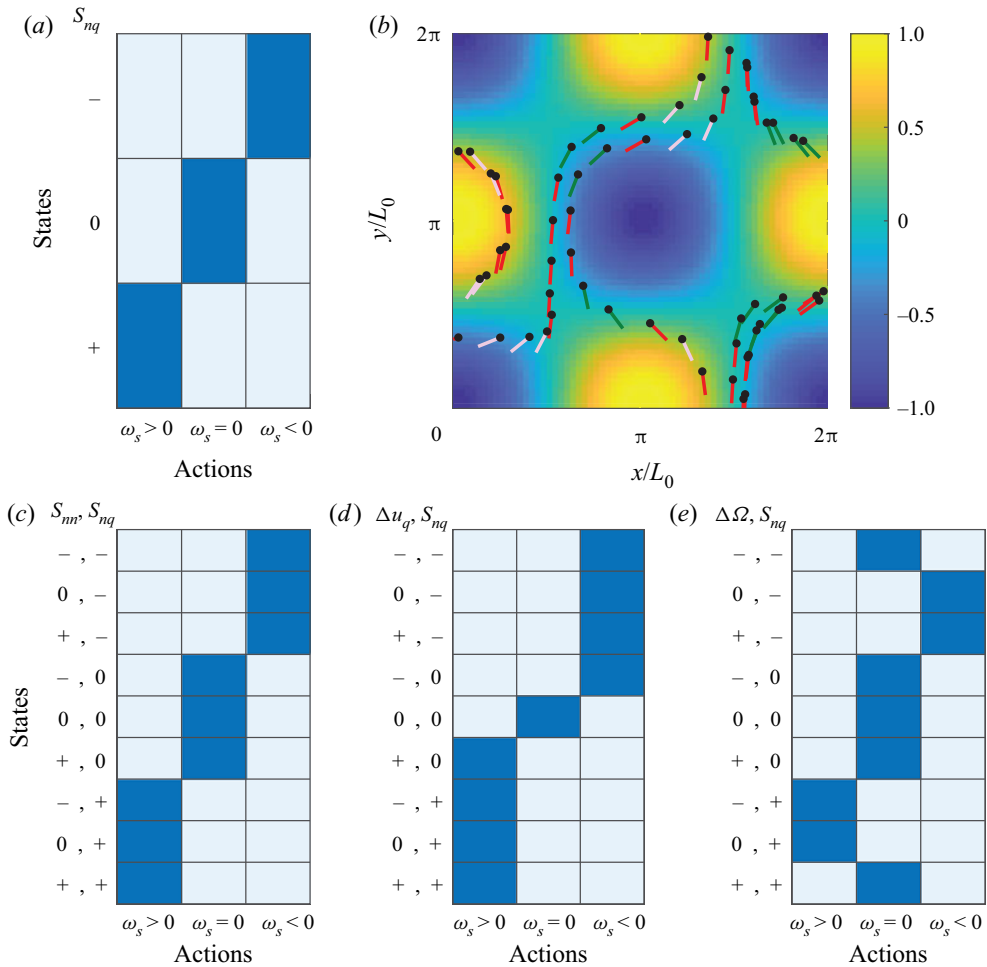 (a) S_nq
–
0
+
States
ω_s > 0 ω_s = 0 ω_s < 0
Actions
(b)
2π
π
0
y/L_0
π
2π
x/L_0
1.0
0.5
0
–0.5
–1.0
(c) S_nn, S_nq
– , –
0 , –
+ , –
– , 0
0 , 0
+ , 0
– , +
0 , +
+ , +
States
ω_s > 0 ω_s = 0 ω_s < 0
Actions
(d) Δu_q, S_nq
– , –
0 , –
+ , –
– , 0
0 , 0
+ , 0
– , +
0 , +
+ , +
ω_s > 0 ω_s = 0 ω_s < 0
Actions
(e) ΔΩ, S_nq
– , –
0 , –
+ , –
– , 0
0 , 0
+ , 0
– , +
0 , +
+ , +
ω_s > 0 ω_s = 0 ω_s < 0
Actions